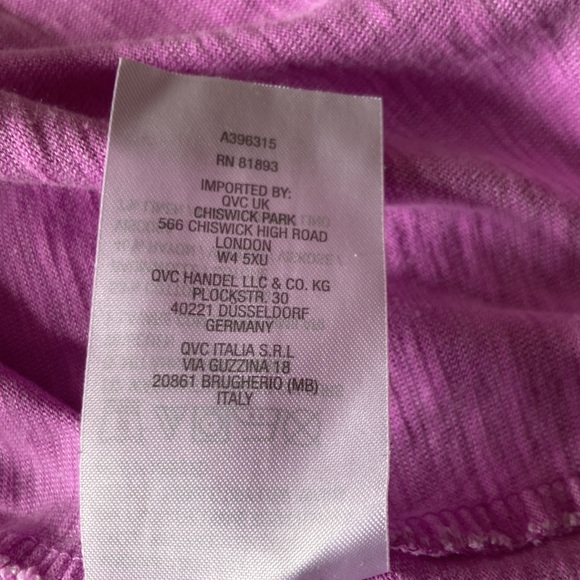 A396315
RN 81893
IMPORTED BY:
QVC UK
CHISWICK PARK
566 CHISWICK HIGH ROAD
LONDON
W4 5XU
QVC HANDEL LLC & CO. KG
PLOCKSTR. 30
40221 DÜSSELDORF
GERMANY
QVC ITALIA S.R.L
VIA GUZZINA 18
20861 BRUGHERIO (MB)
ITALY